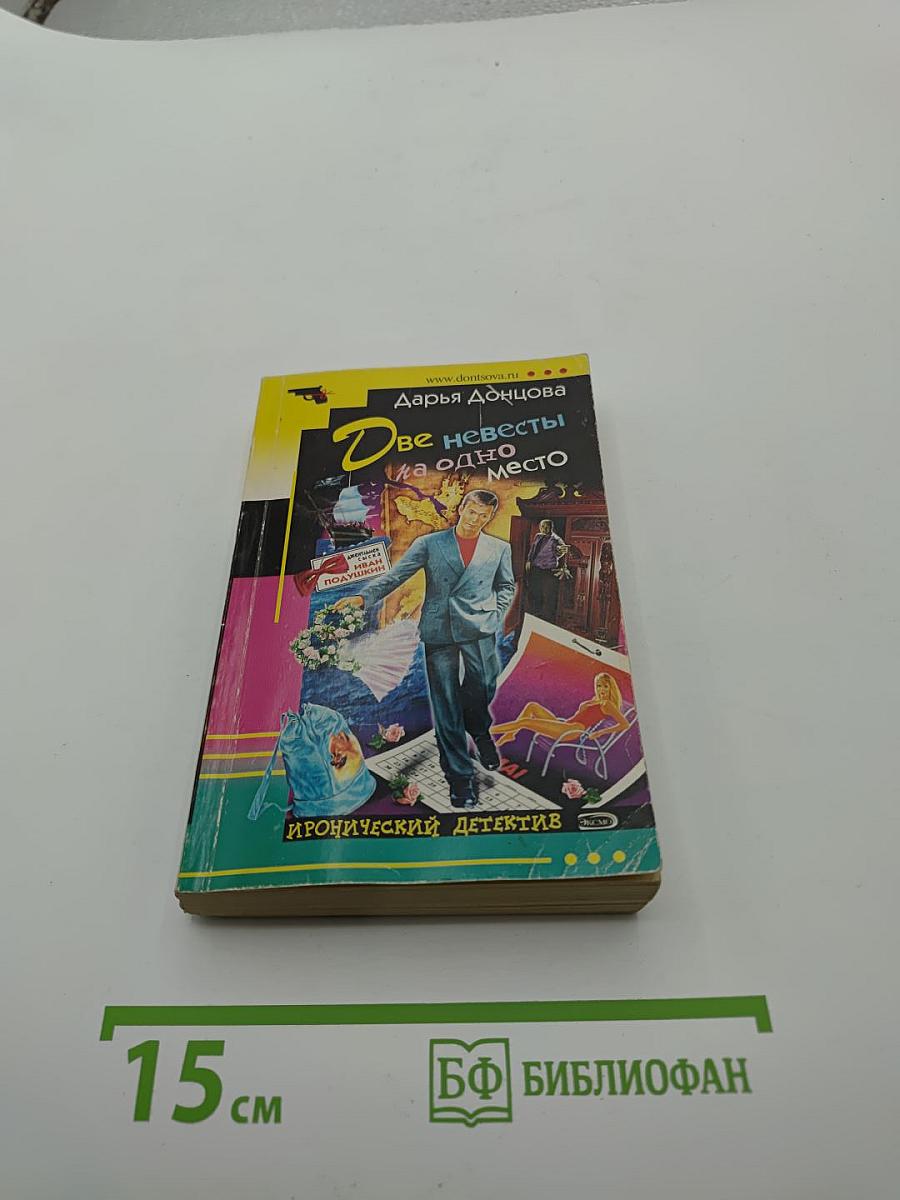 www.dontsova.ru
Дарья Донцова
Две невесты
на одно
место
джентльмен
сыска
ИВАН
ПОДУШКИН
ИРОНИЧЕСКИЙ ДЕТЕКТИВ
ЭКСМО
15 см
БФ БИБЛИОФАН